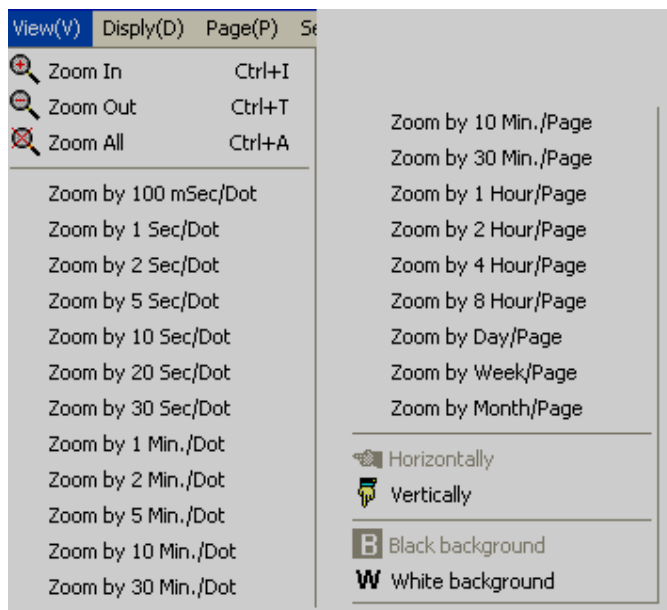 View(V) Disply(D) Page(P) Se
Zoom In Ctrl+I
Zoom Out Ctrl+T
Zoom All Ctrl+A
Zoom by 100 mSec/Dot
Zoom by 1 Sec/Dot
Zoom by 2 Sec/Dot
Zoom by 5 Sec/Dot
Zoom by 10 Sec/Dot
Zoom by 20 Sec/Dot
Zoom by 30 Sec/Dot
Zoom by 1 Min./Dot
Zoom by 2 Min./Dot
Zoom by 5 Min./Dot
Zoom by 10 Min./Dot
Zoom by 30 Min./Dot
Zoom by 10 Min./Page
Zoom by 30 Min./Page
Zoom by 1 Hour/Page
Zoom by 2 Hour/Page
Zoom by 4 Hour/Page
Zoom by 8 Hour/Page
Zoom by Day/Page
Zoom by Week/Page
Zoom by Month/Page
Horizontally
Vertically
B Black background
W White background